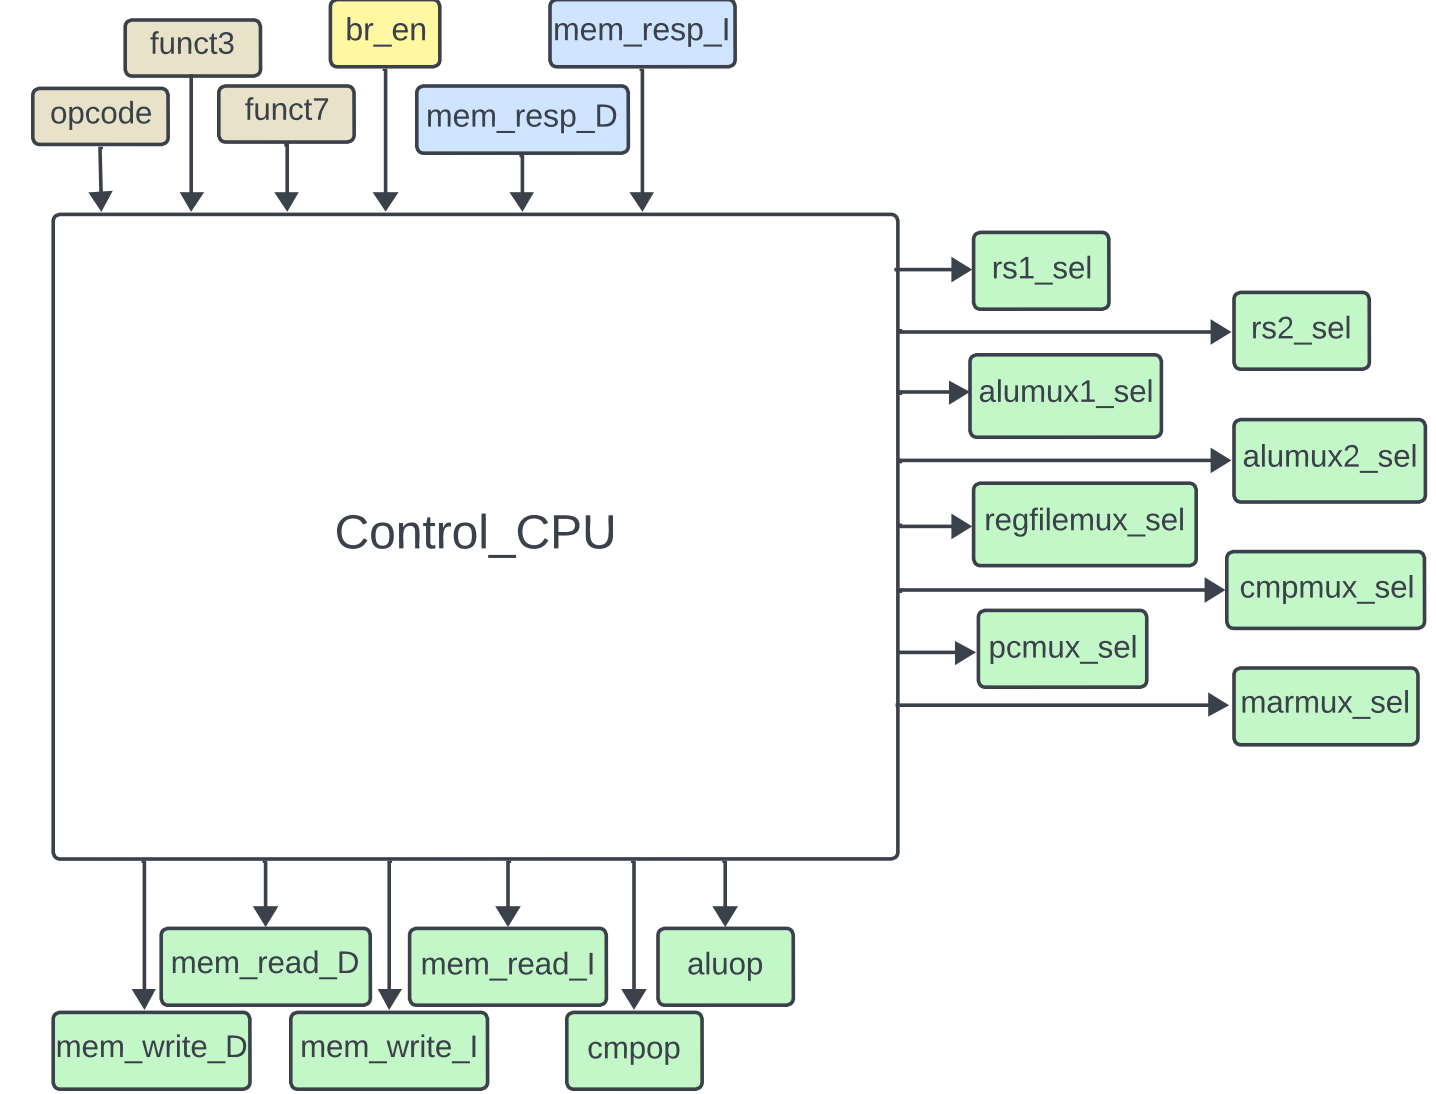 funct3
br_en
mem_resp_I
opcode
funct7
mem_resp_D
rs1_sel
rs2_sel
alumux1_sel
alumux2_sel
regfilemux_sel
Control_CPU
cmpmux_sel
pcmux_sel
marmux_sel
mem_read_D
mem_read_I
aluop
mem_write_D
mem_write_I
cmpop